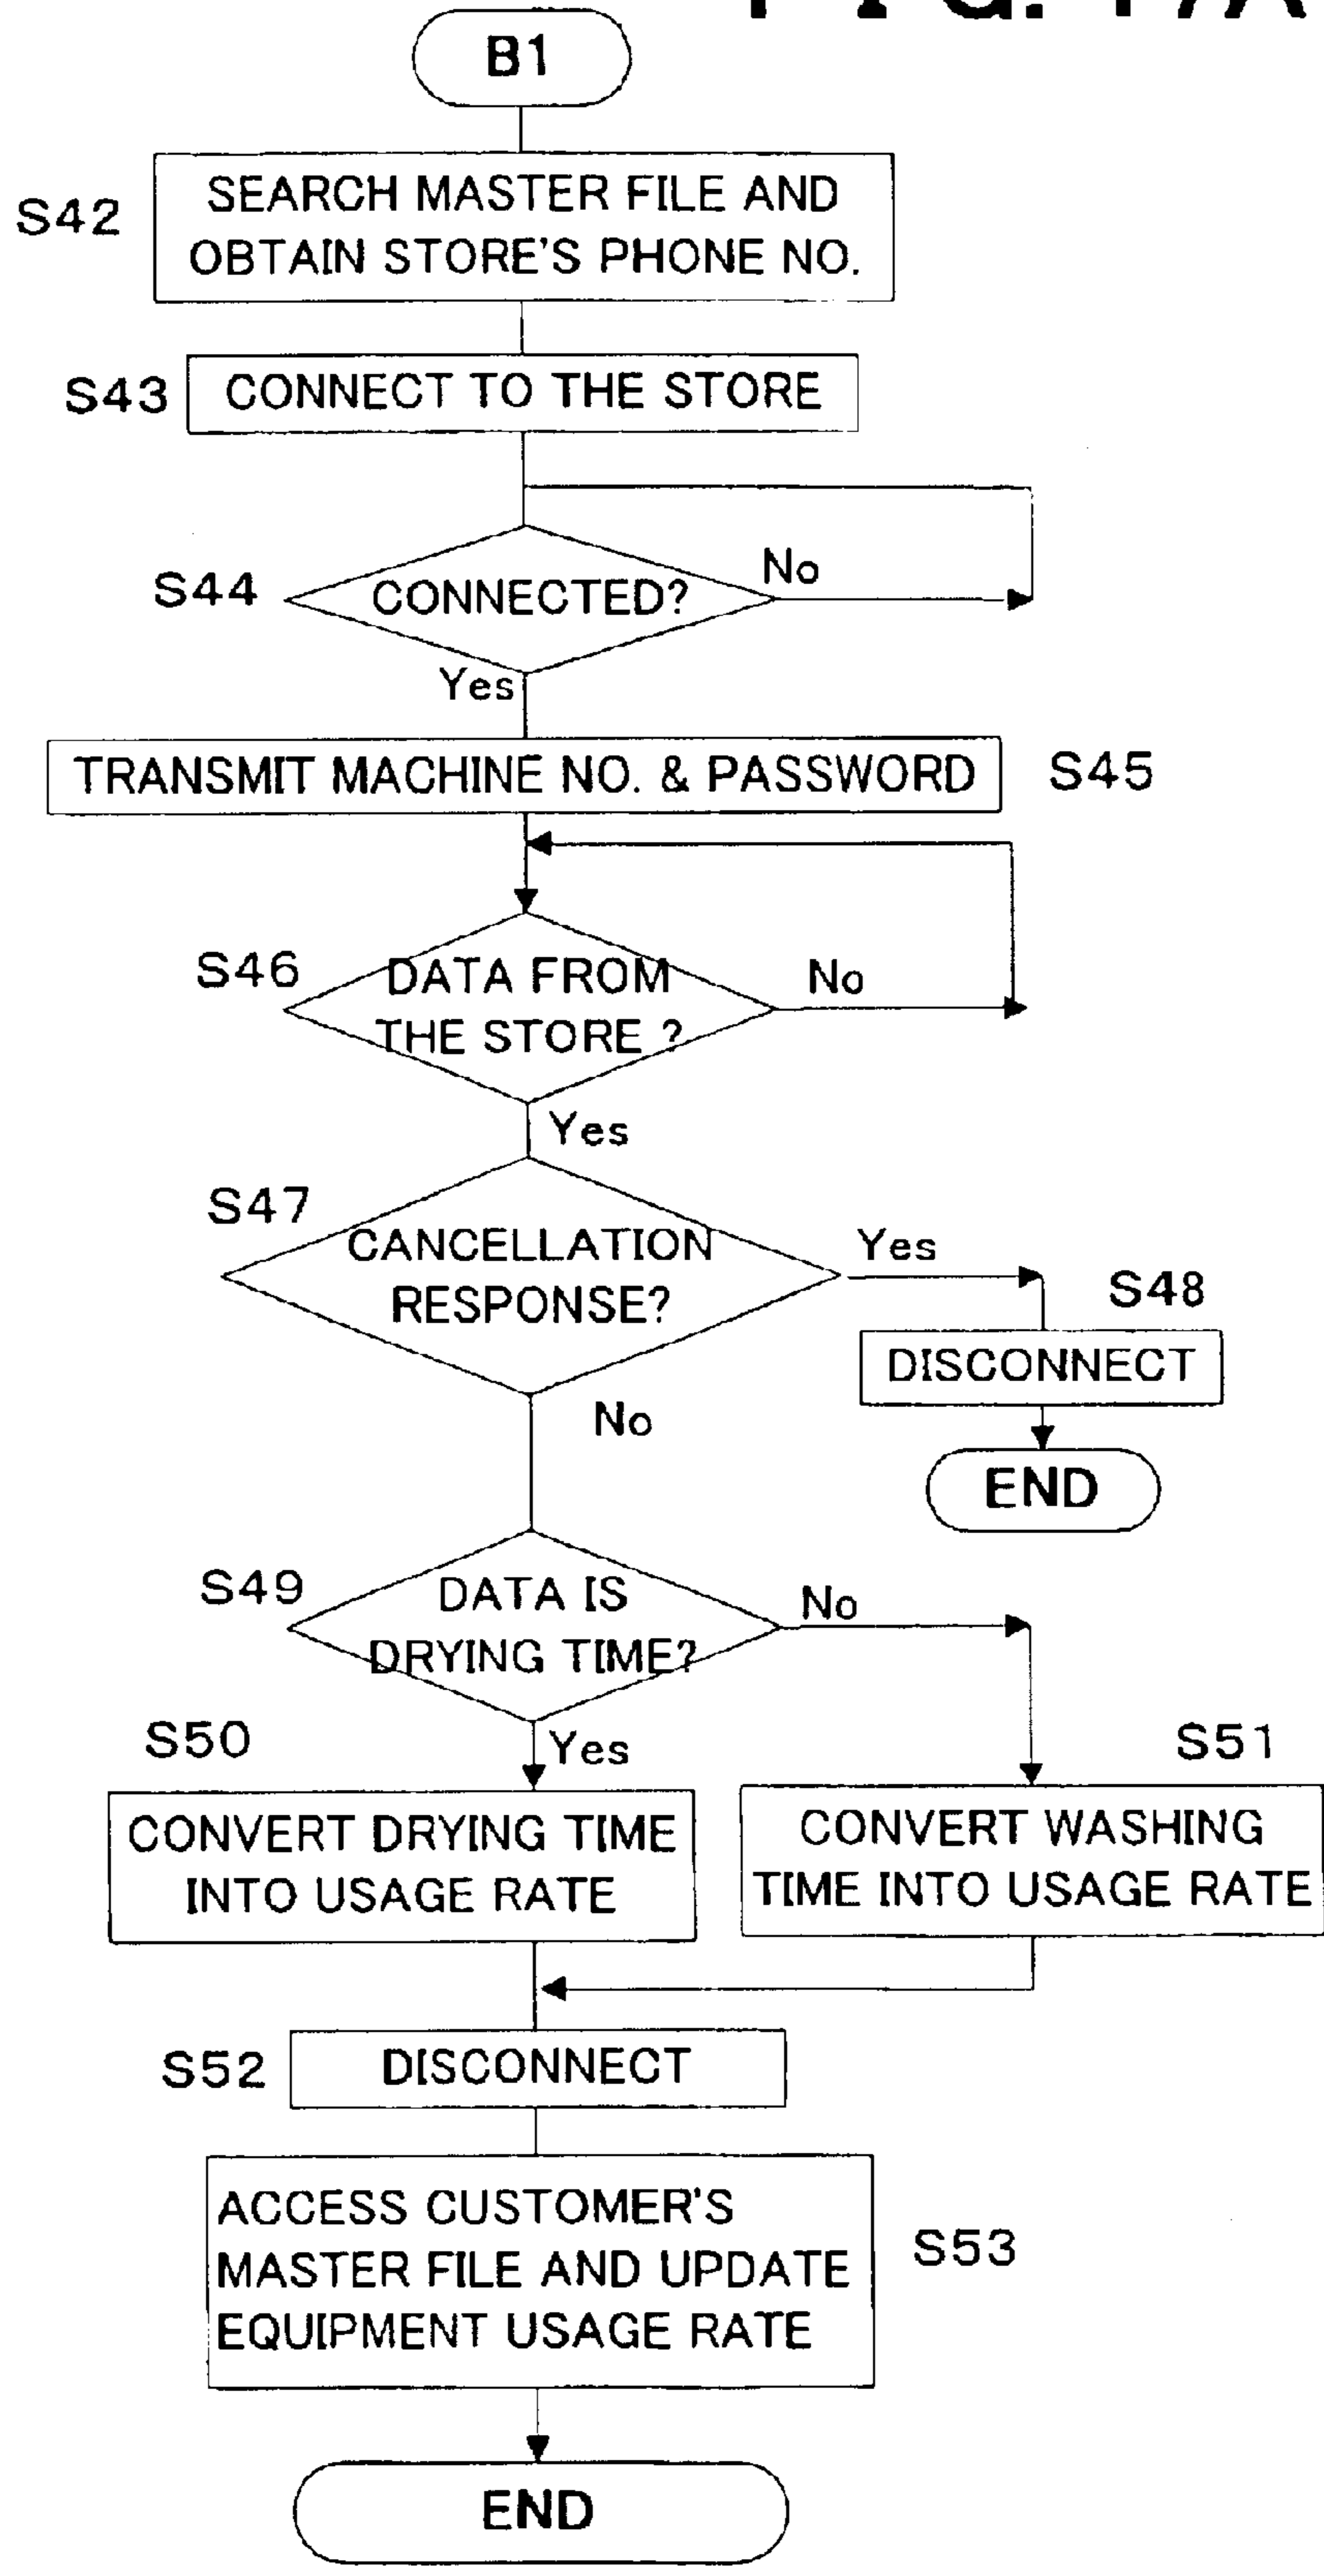 B1
S42
SEARCH MASTER FILE AND
OBTAIN STORE'S PHONE NO.
S43
CONNECT TO THE STORE
S44
CONNECTED?
No
Yes
TRANSMIT MACHINE NO. & PASSWORD
S45
S46
DATA FROM
THE STORE ?
No
Yes
S47
CANCELLATION
RESPONSE?
Yes
S48
DISCONNECT
No
END
S49
DATA IS
DRYING TIME?
No
Yes
S50
CONVERT DRYING TIME
INTO USAGE RATE
S51
CONVERT WASHING
TIME INTO USAGE RATE
S52
DISCONNECT
ACCESS CUSTOMER'S
MASTER FILE AND UPDATE
EQUIPMENT USAGE RATE
S53
END